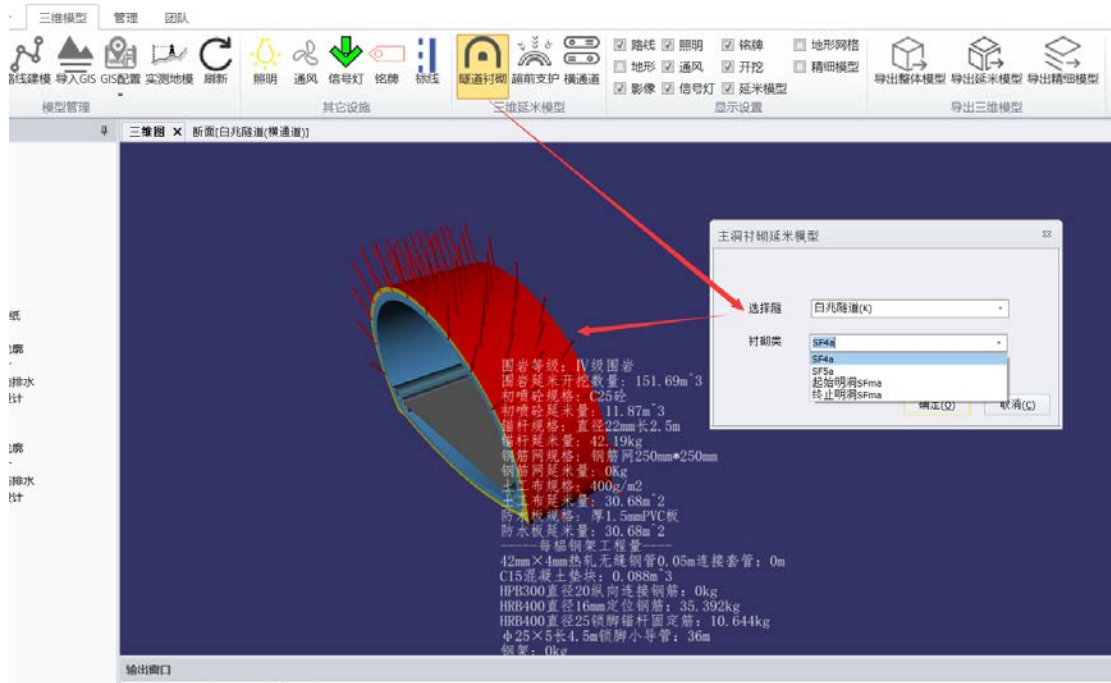 三维模型 管理 团队
路线建模 导入GIS GIS配置 实测地模 刷新 照明 通风 信号灯 铭牌 标线 隧道衬砌 超前支护 横通道
路线 照明 铭牌 地形网格
地形 通风 开挖 精细模型
影像 信号灯 延米模型
导出整体模型 导出延米模型 导出精细模型
模型管理 其它设施 三维延米模型 显示设置 导出三维模型
三维图 × 断面[白兆隧道(横通道)]
主洞衬砌延米模型
选择隧 白兆隧道(K)
衬砌类 SF4a
SF4a
SF5a
起始明洞SFma
终止明洞SFma
确定(O) 取消(C)
纸
廓
排水
计
廓
排水
计
围岩等级: Ⅳ级围岩
围岩延米开挖数量: 151.69m^3
初喷砼规格: C25砼
初喷砼延米量: 11.87m^3
锚杆规格: 直径22mm长2.5m
锚杆延米量: 42.19kg
钢筋网规格: 钢筋网250mm*250mm
钢筋网延米量: 0Kg
土工布规格: 400g/m2
土工布延米量: 30.68m^2
防水板规格: 厚1.5mmPVC板
防水板延米量: 30.68m^2
-----每榀钢架工程量----
42mm×4mm热轧无缝钢管0.05m连接套管: 0m
C15混凝土垫块: 0.088m^3
HPB300直径20纵向连接钢筋: 0kg
HRB400直径16mm定位钢筋: 35.392kg
HRB400直径25锁脚锚杆固定筋: 10.644kg
φ25×5长4.5m锁脚小导管: 36m
钢架: 0kg
输出窗口